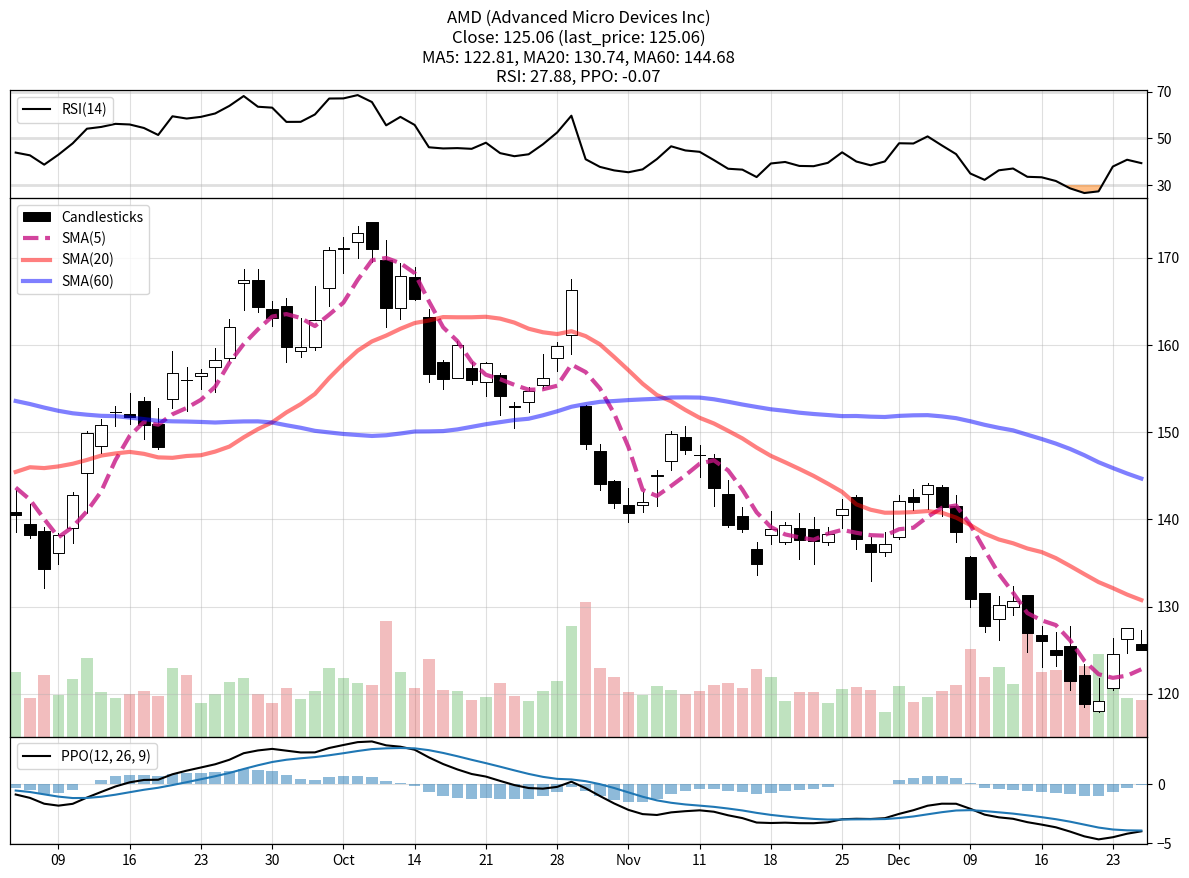 AMD (Advanced Micro Devices Inc)
Close: 125.06 (last_price: 125.06)
MA5: 122.81, MA20: 130.74, MA60: 144.68
RSI: 27.88, PPO: -0.07
RSI(14)
70
50
30
Candlesticks
SMA(5)
SMA(20)
SMA(60)
170
160
150
140
130
120
PPO(12, 26, 9)
0
−5
09 16 23 30 Oct 14 21 28 Nov 11 18 25 Dec 09 16 23